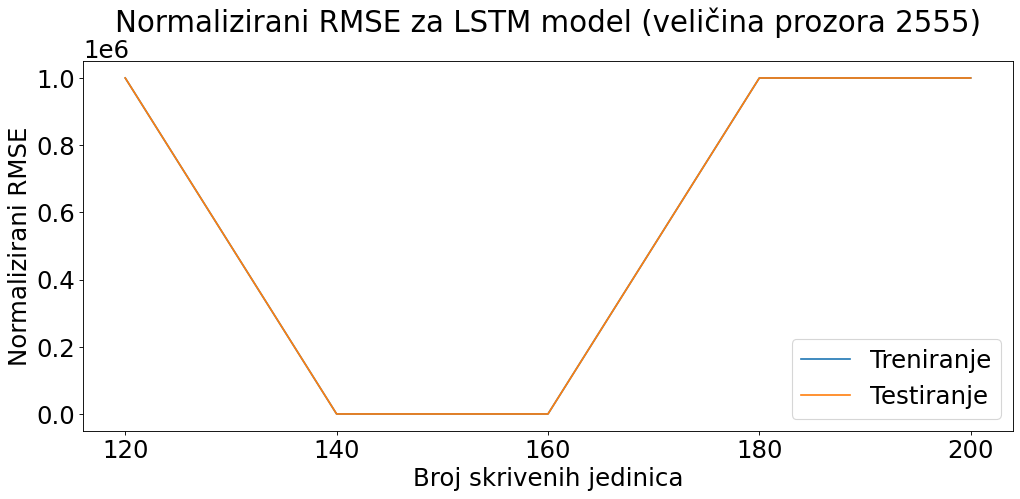 Normalizirani RMSE za LSTM model (veličina prozora 2555)
1e6
Normalizirani RMSE
1.0
0.8
0.6
0.4
0.2
0.0
Treniranje
Testiranje
120 140 160 180 200
Broj skrivenih jedinica